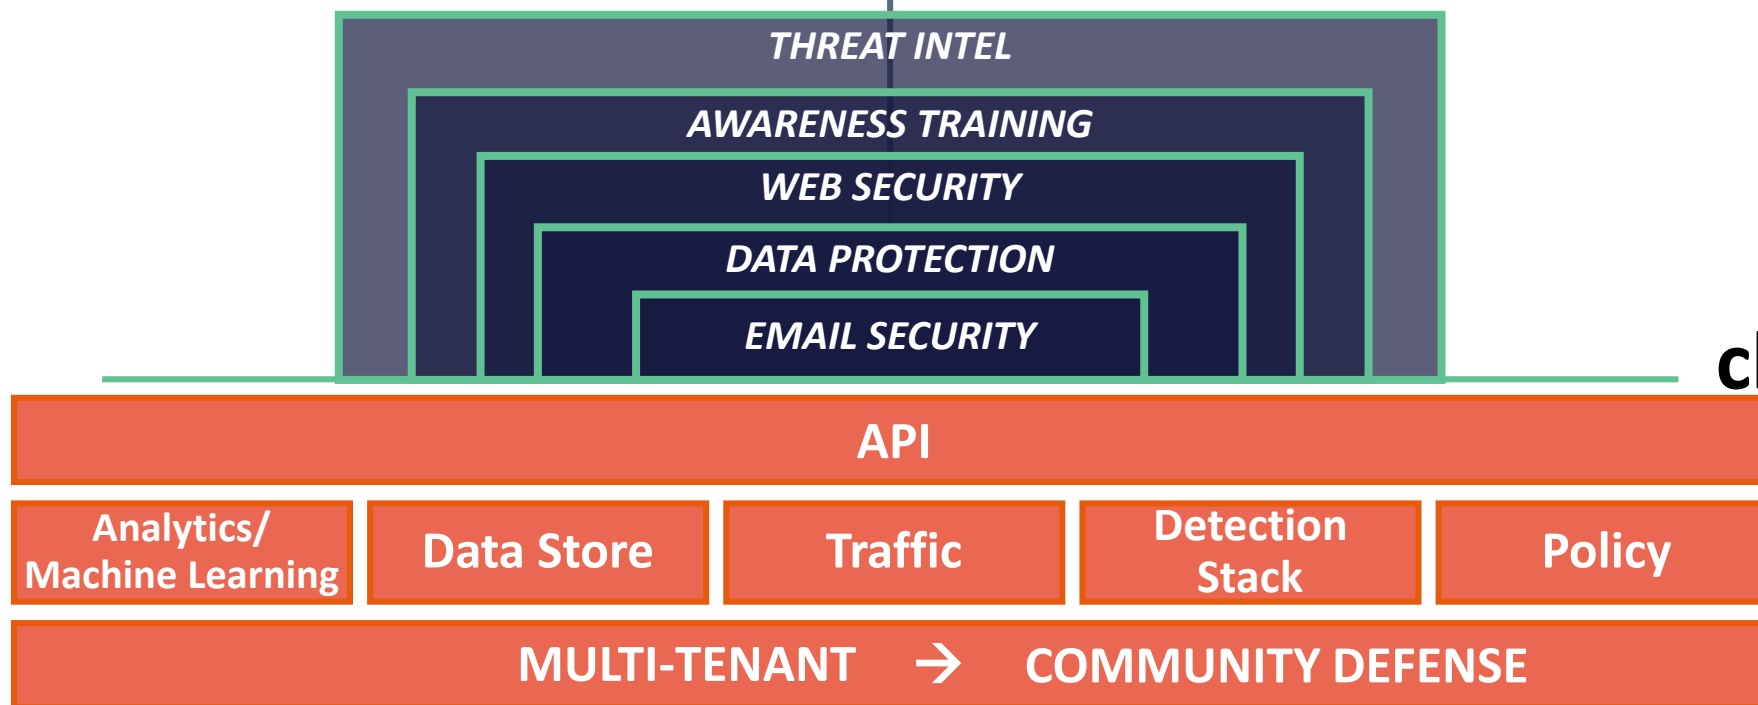 THREAT INTEL
AWARENESS TRAINING
WEB SECURITY
DATA PROTECTION
EMAIL SECURITY
API
Analytics/
Machine Learning
Data Store
Traffic
Detection
Stack
Policy
MULTI-TENANT → COMMUNITY DEFENSE